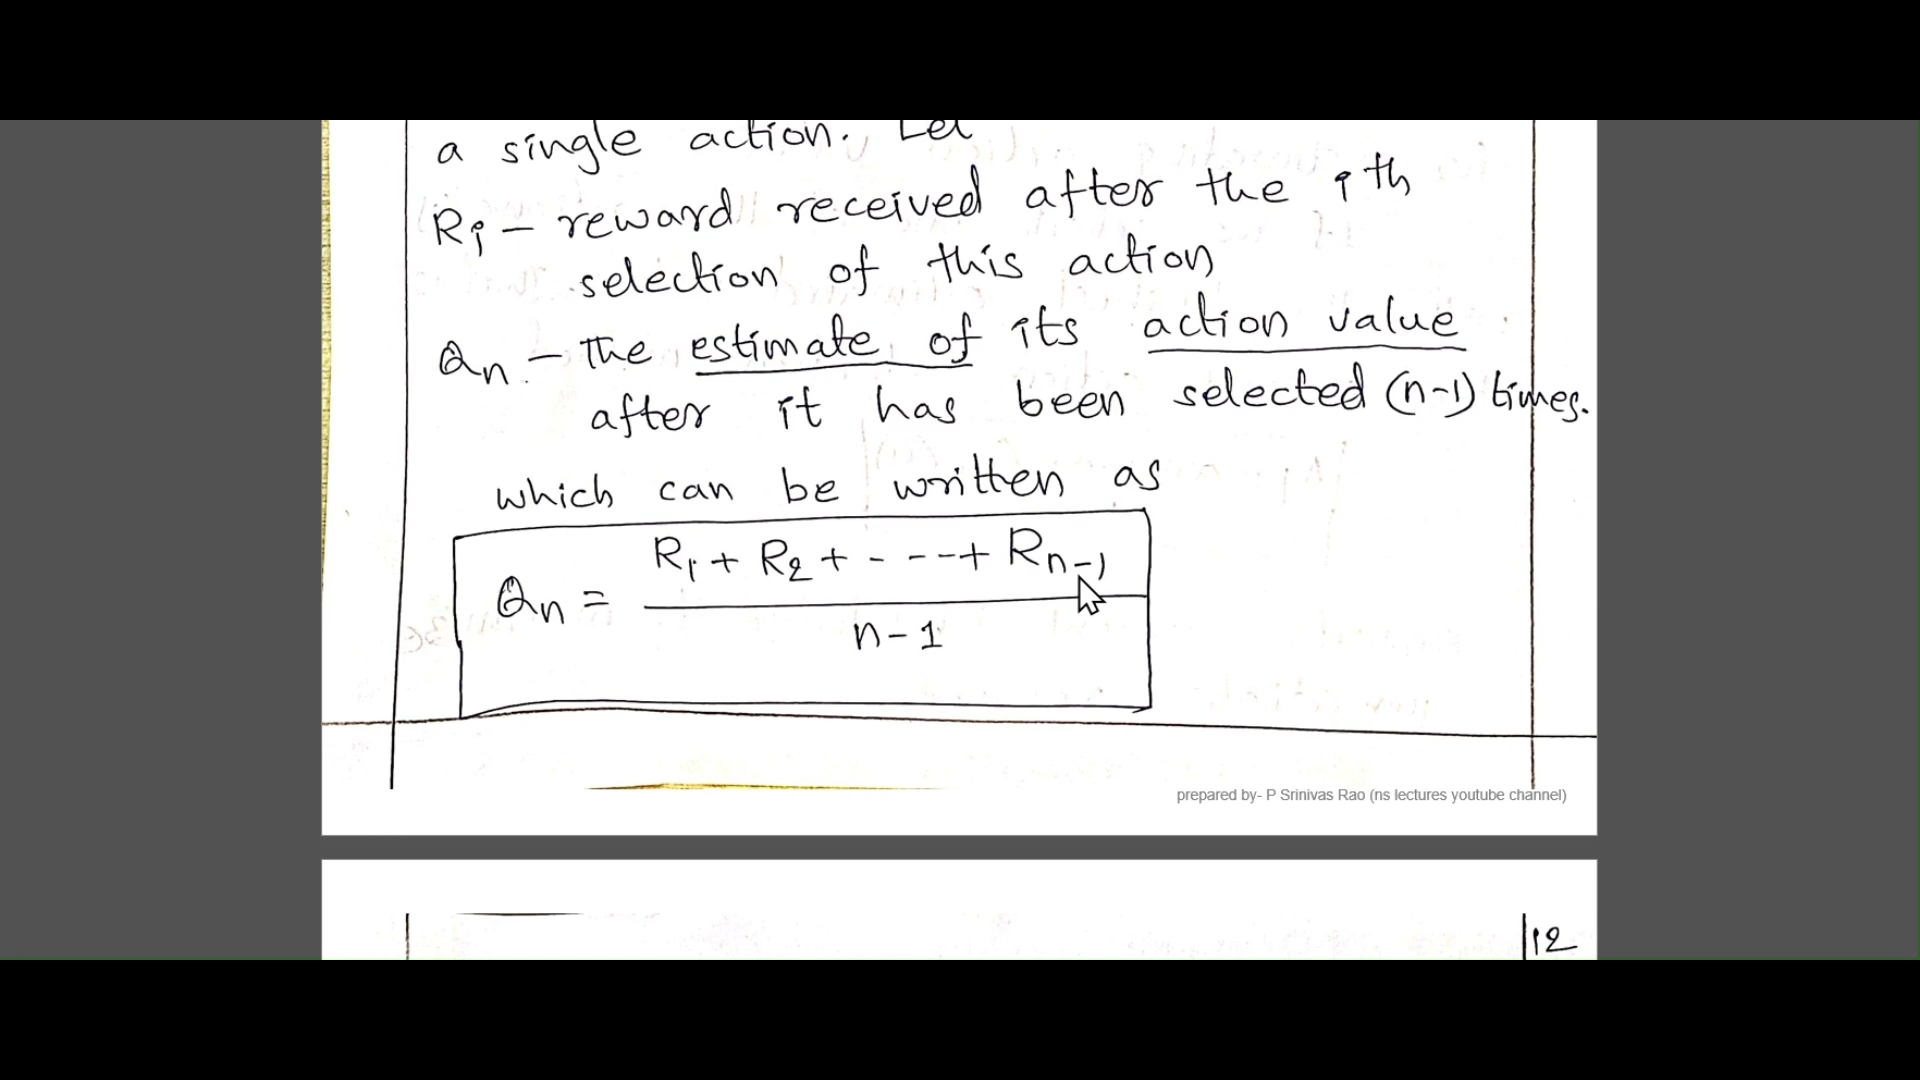 a single action. Let
Ri - reward received after the ith
selection of this action
Qn - the estimate of its action value
after it has been selected (n-1) times.
which can be written as
R1 + R2 + - - - - + Rn-1
Qn =
n - 1
prepared by- P Srinivas Rao (ns lectures youtube channel)
12